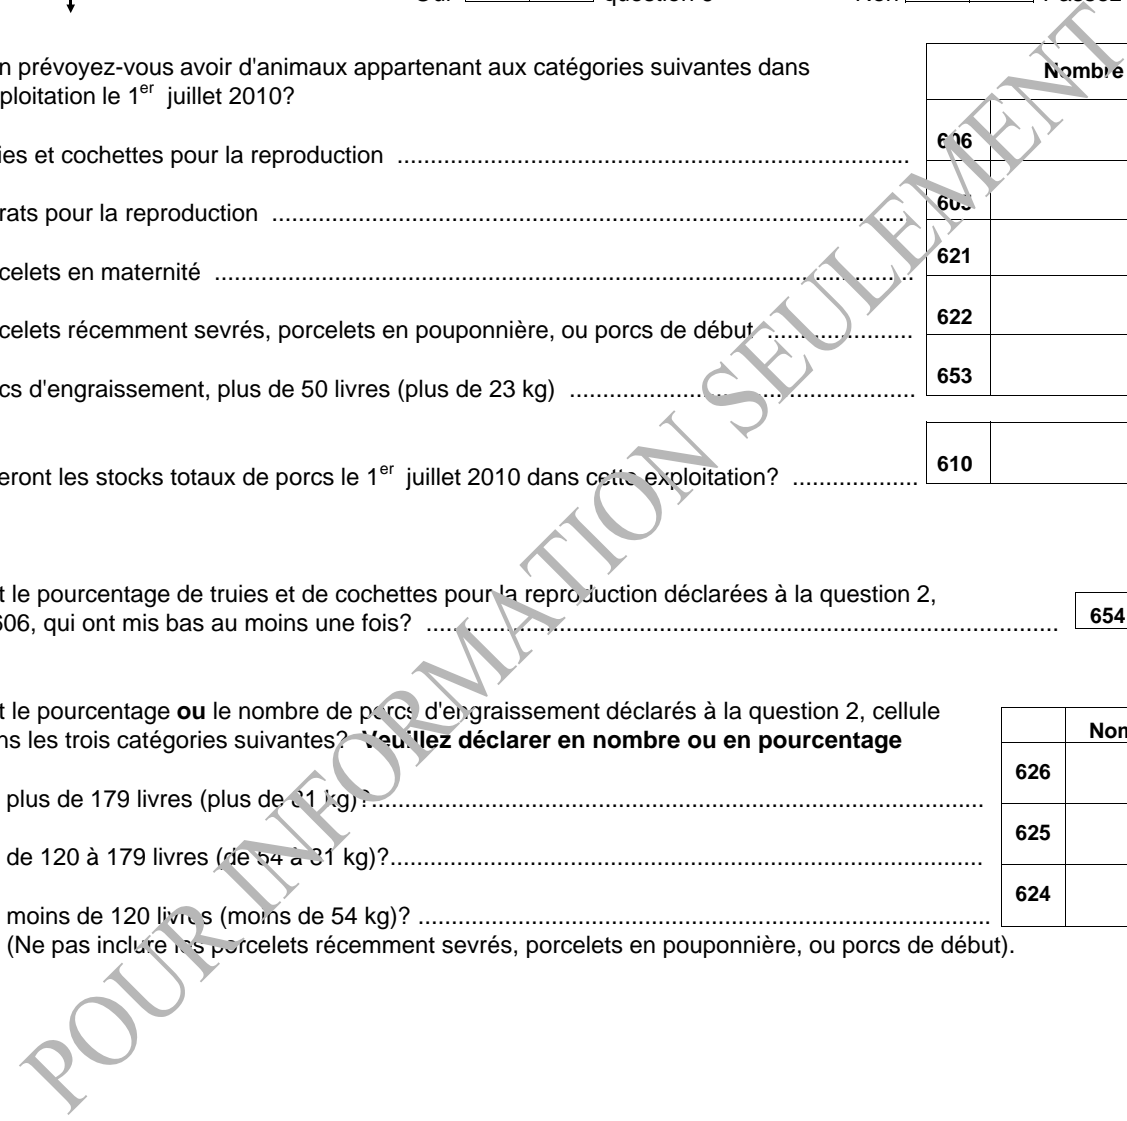 Oui question 3 Non Passez
n prévoyez-vous avoir d'animaux appartenant aux catégories suivantes dans
Nombre
ploitation le 1er juillet 2010?
ies et cochettes pour la reproduction .......... 606
rats pour la reproduction .......... 605
celets en maternité .......... 621
celets récemment sevrés, porcelets en pouponnière, ou porcs de début .......... 622
cs d'engraissement, plus de 50 livres (plus de 23 kg) .......... 653
eront les stocks totaux de porcs le 1er juillet 2010 dans cette exploitation? .......... 610
t le pourcentage de truies et de cochettes pour la reproduction déclarées à la question 2,
606, qui ont mis bas au moins une fois? .......... 654
t le pourcentage ou le nombre de porcs d'engraissement déclarés à la question 2, cellule
Nom
ns les trois catégories suivantes? Veuillez déclarer en nombre ou en pourcentage
plus de 179 livres (plus de 81 kg)?.......... 626
de 120 à 179 livres (de 54 à 81 kg)?.......... 625
moins de 120 livres (moins de 54 kg)? .......... 624
(Ne pas inclure les porcelets récemment sevrés, porcelets en pouponnière, ou porcs de début).
POUR INFORMATION SEULEMENT